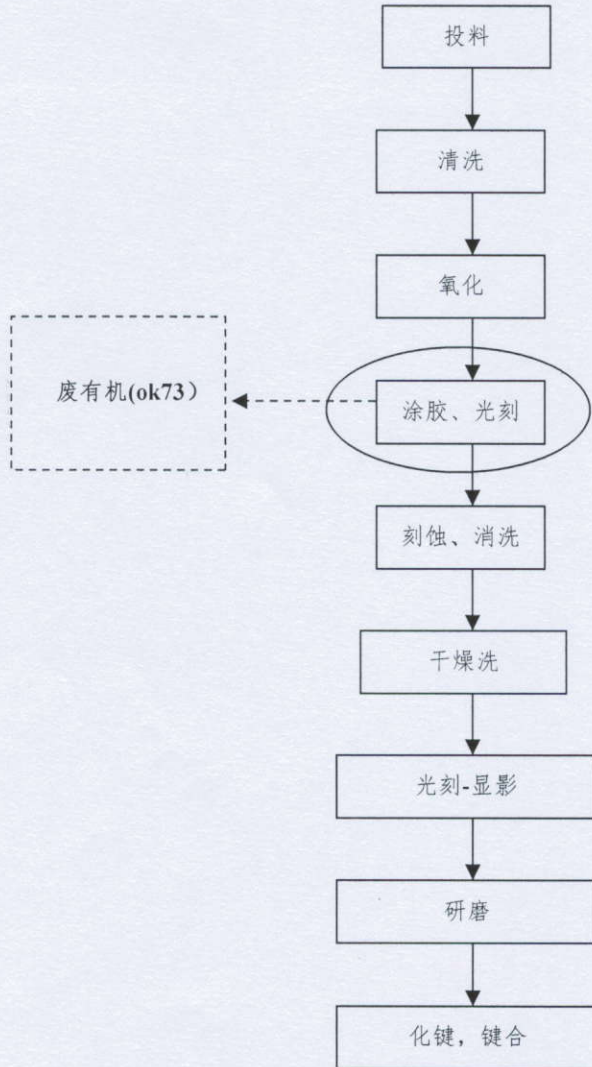 投料
清洗
氧化
废有机(ok73）
涂胶、光刻
刻蚀、消洗
干燥洗
光刻-显影
研磨
化键，键合